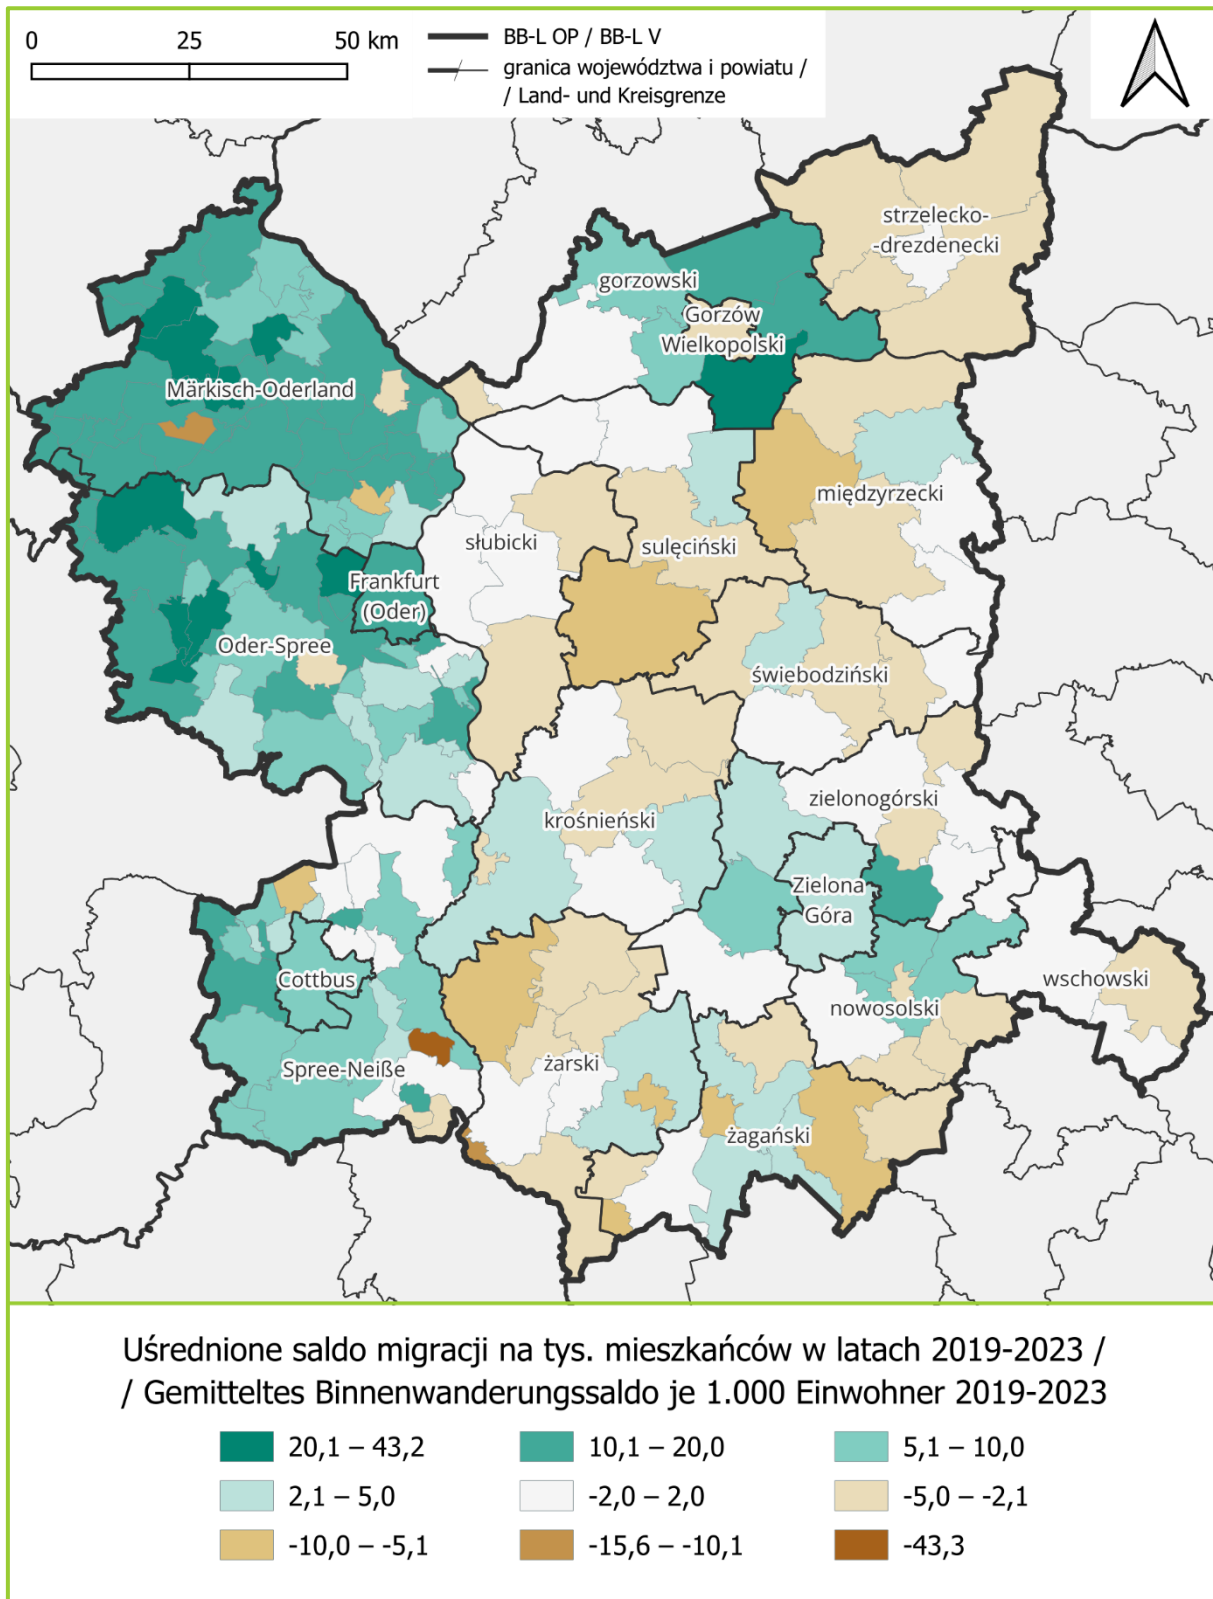 0 25 50 km
BB-L OP / BB-L V
granica województwa i powiatu /
/ Land- und Kreisgrenze
strzelecko-
-drezdenecki
gorzowski
Gorzów
Wielkopolski
Märkisch-Oderland
międzyrzecki
słubicki
sulęciński
Frankfurt
(Oder)
Oder-Spree
świebodziński
zielonogórski
krośnieński
Zielona
Góra
Cottbus
wschowski
nowosolski
Spree-Neiße
żarski
żagański
Uśrednione saldo migracji na tys. mieszkańców w latach 2019-2023 /
/ Gemitteltes Binnenwanderungssaldo je 1.000 Einwohner 2019-2023
20,1 – 43,2 10,1 – 20,0 5,1 – 10,0
2,1 – 5,0 -2,0 – 2,0 -5,0 – -2,1
-10,0 – -5,1 -15,6 – -10,1 -43,3